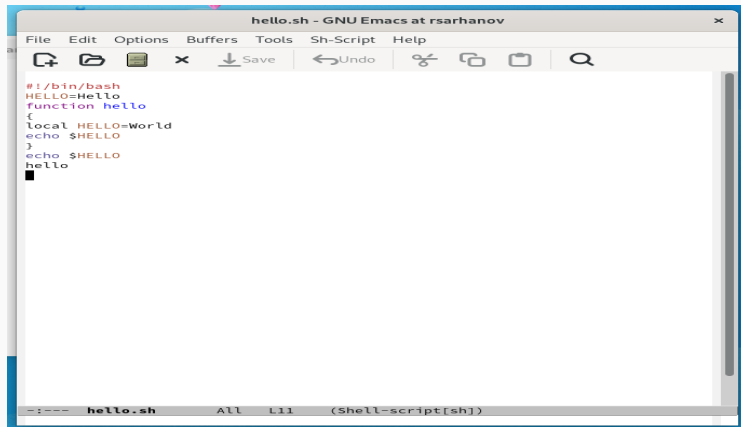 hello.sh - GNU Emacs at rsarhanov
File Edit Options Buffers Tools Sh-Script Help
Save Undo
#!/bin/bash
HELLO=Hello
function hello
{
local HELLO=World
echo $HELLO
}
echo $HELLO
hello
-:--- hello.sh All L11 (Shell-script[sh])